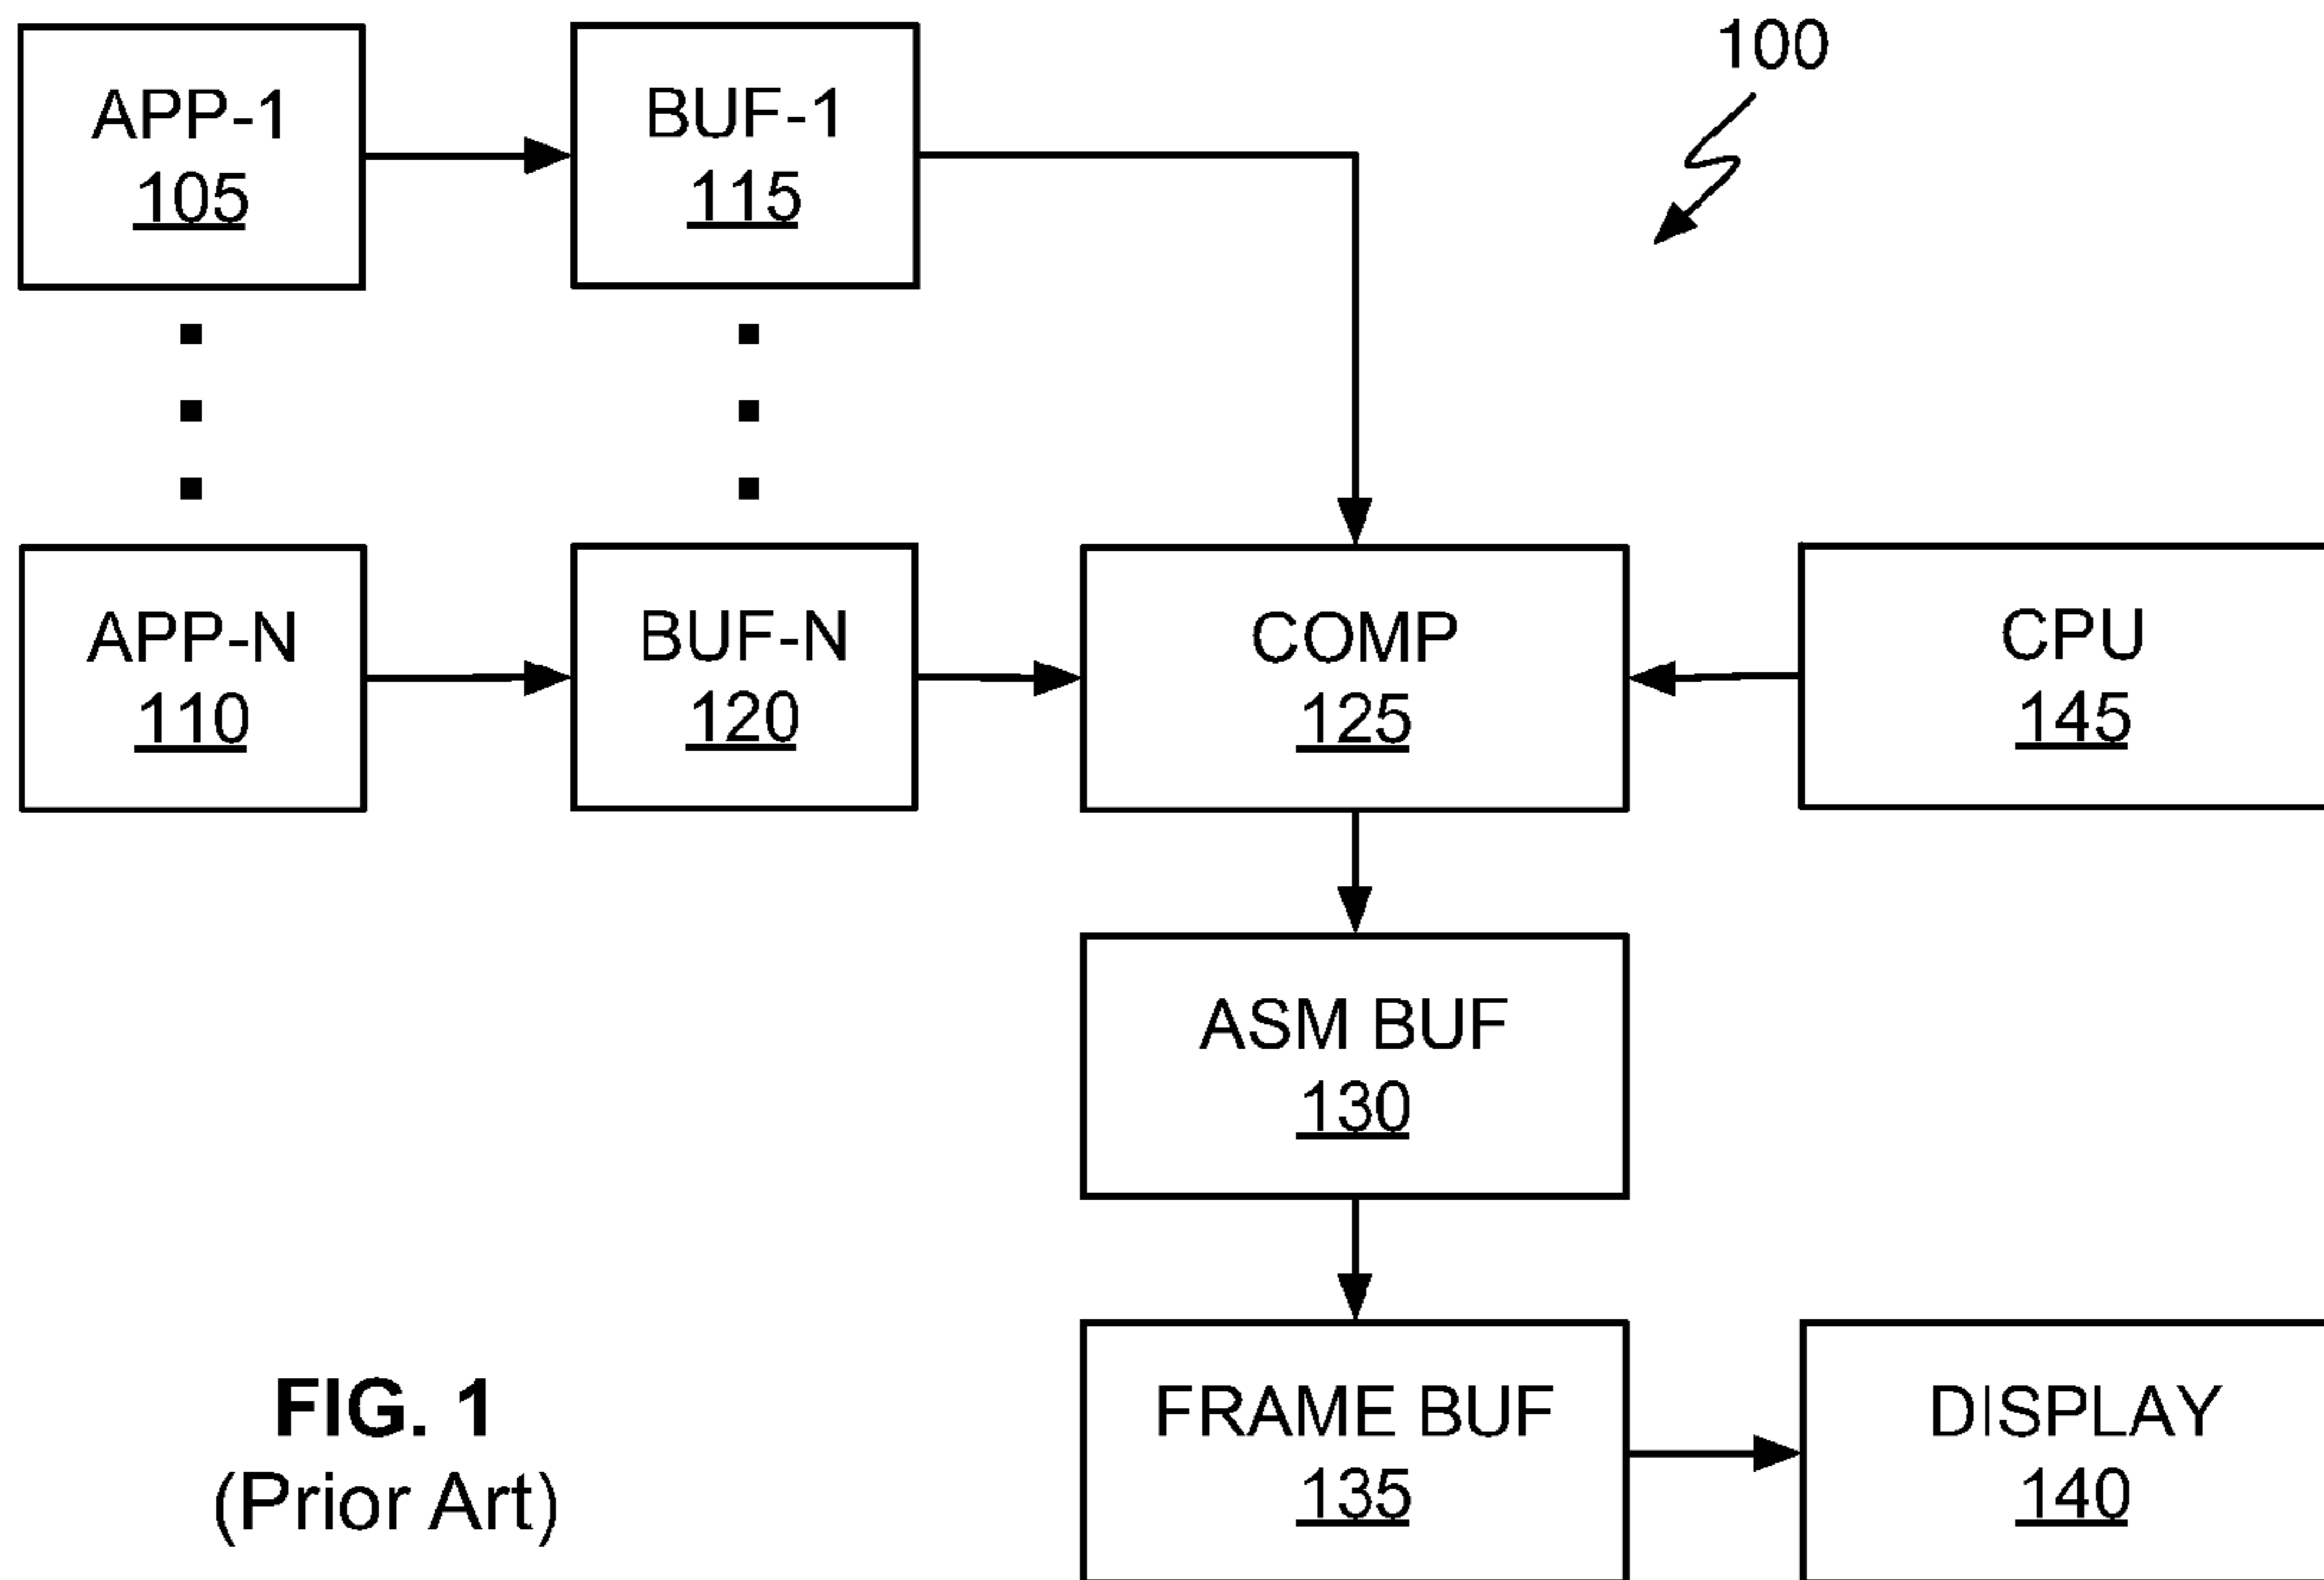 100
APP-1
105
BUF-1
115
APP-N
110
BUF-N
120
COMP
125
CPU
145
ASM BUF
130
FRAME BUF
135
DISPLAY
140
FIG. 1
(Prior Art)